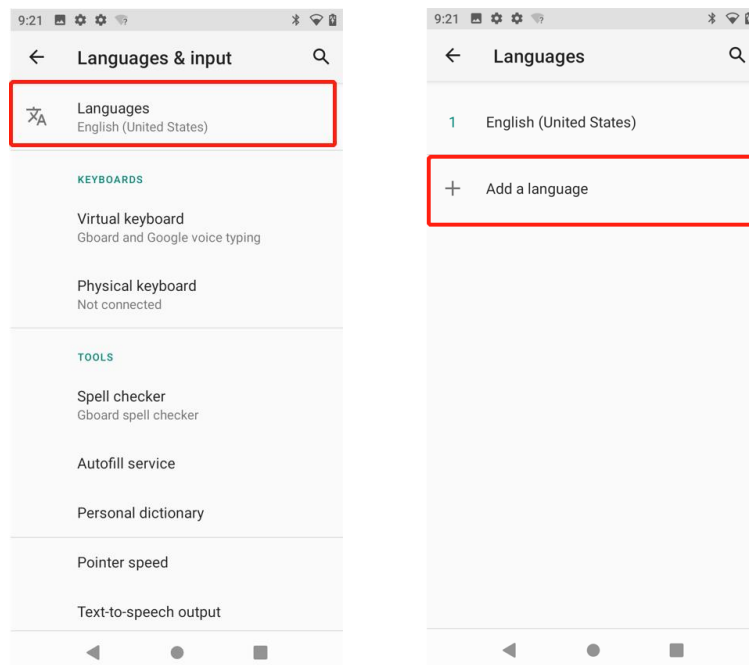 9:21
Languages & input
Languages
English (United States)
KEYBOARDS
Virtual keyboard
Gboard and Google voice typing
Physical keyboard
Not connected
TOOLS
Spell checker
Gboard spell checker
Autofill service
Personal dictionary
Pointer speed
Text-to-speech output
9:21
Languages
1 English (United States)
Add a language